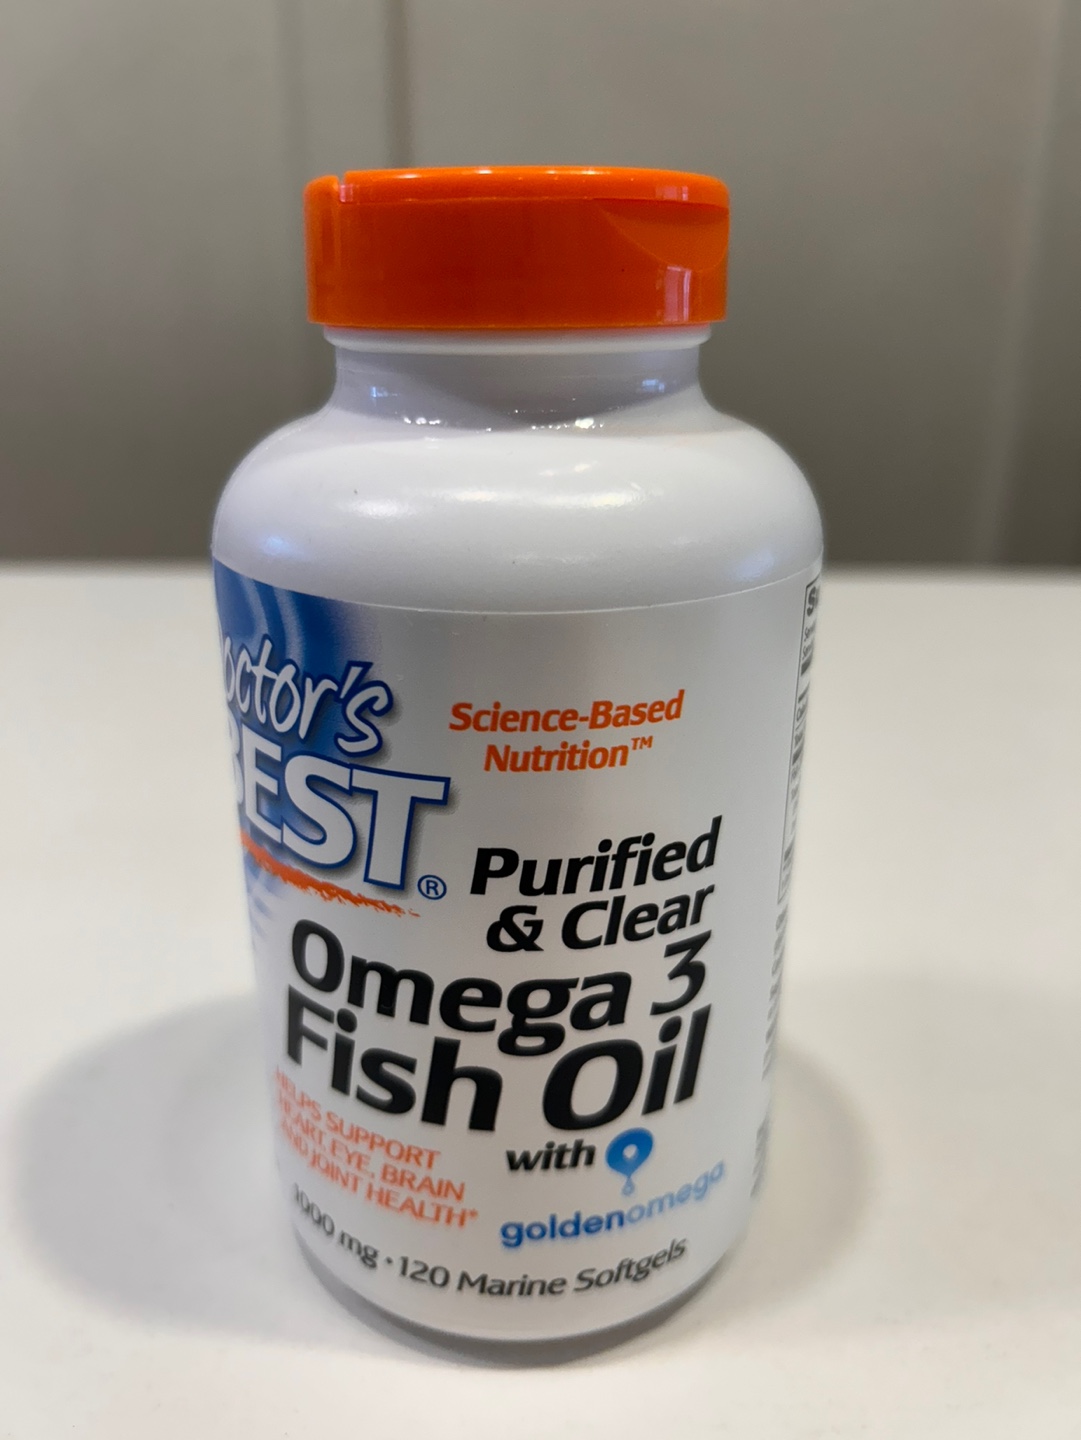 Doctor's
BEST®
Science-Based
Nutrition™
Purified
& Clear
Omega 3
Fish Oil
with
goldenomega
HELPS SUPPORT
HEART, EYE, BRAIN
AND JOINT HEALTH*
1000 mg • 120 Marine Softgels